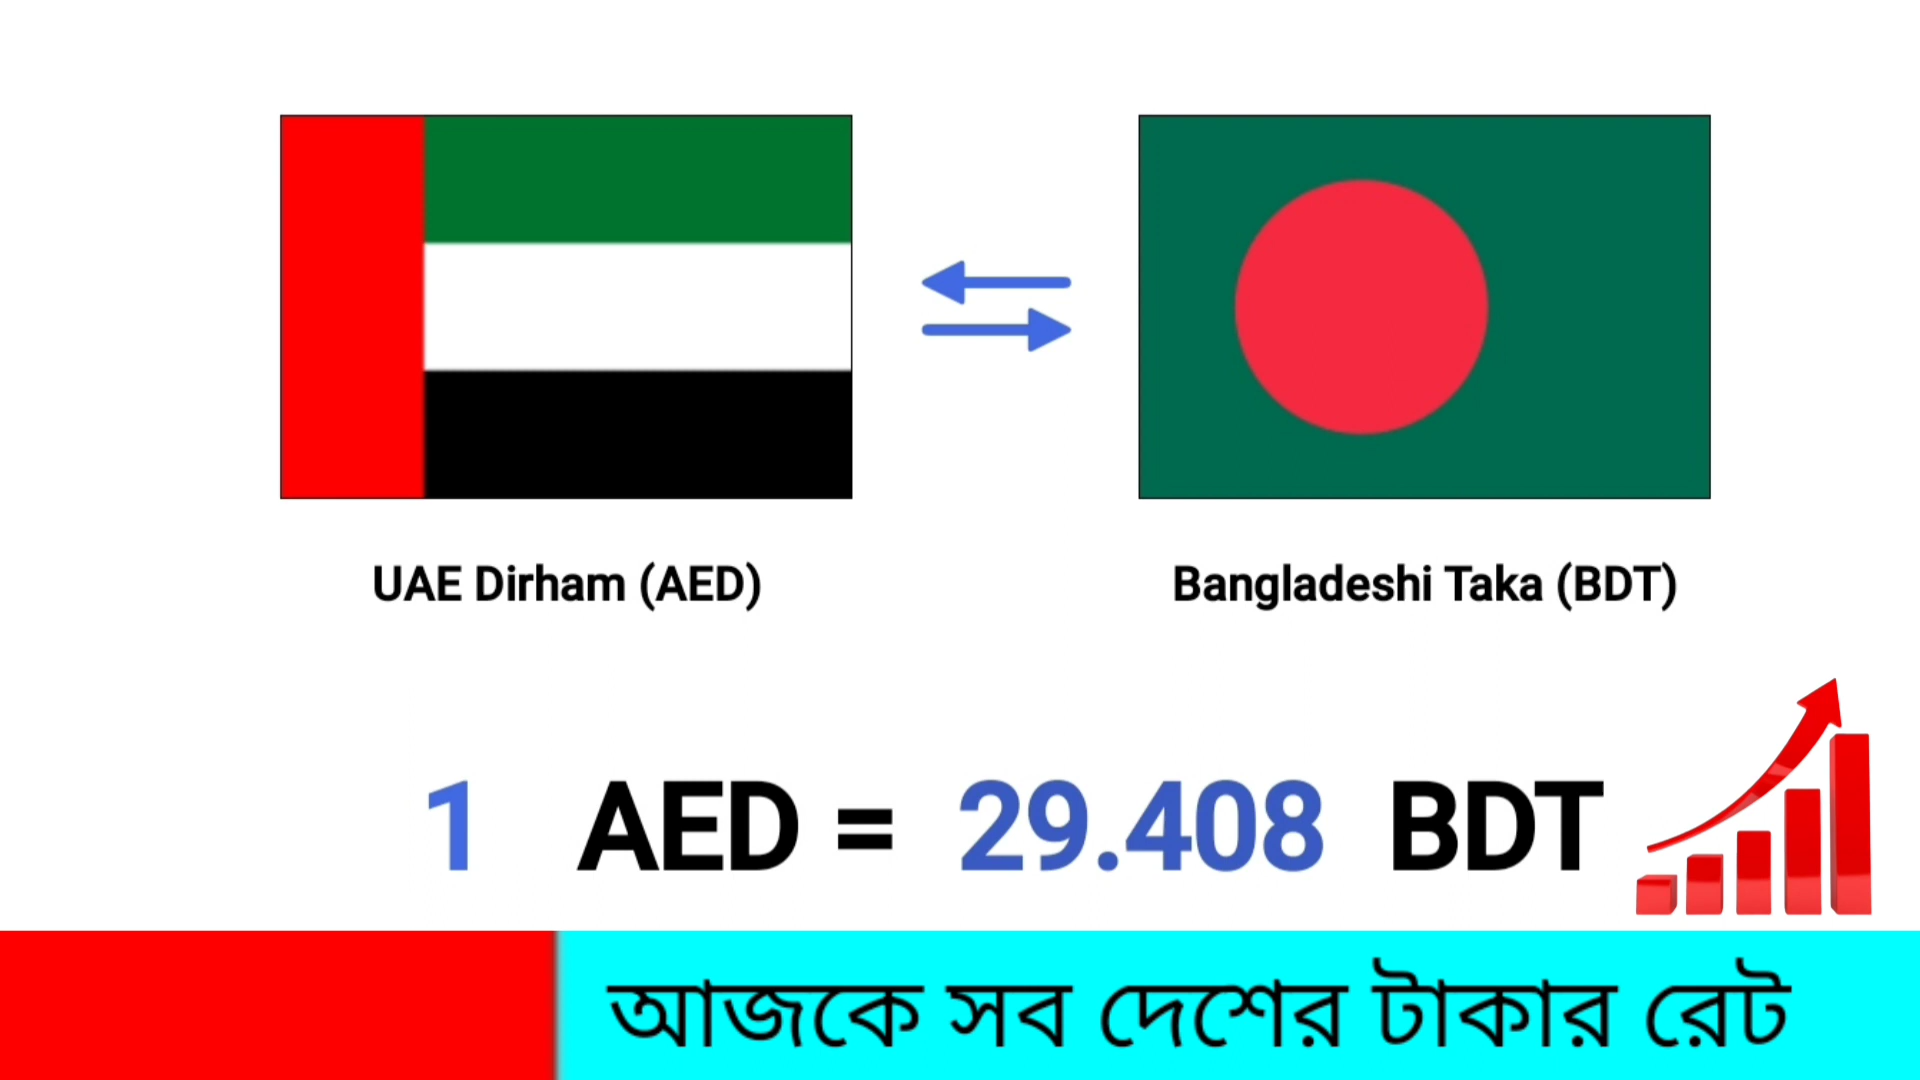 UAE Dirham (AED)
Bangladeshi Taka (BDT)
1 AED = 29.408 BDT
আজকে সব দেশের টাকার রেট